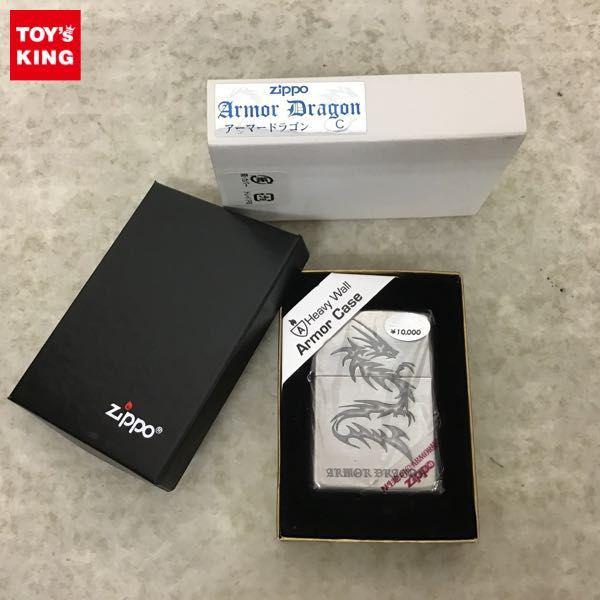 TOY's
KING
zippo
Armor Dragon
アーマードラゴン
C
Heavy Wall
Armor Case
A
¥10,000
zippo
ARMOR DRAGON
zippo